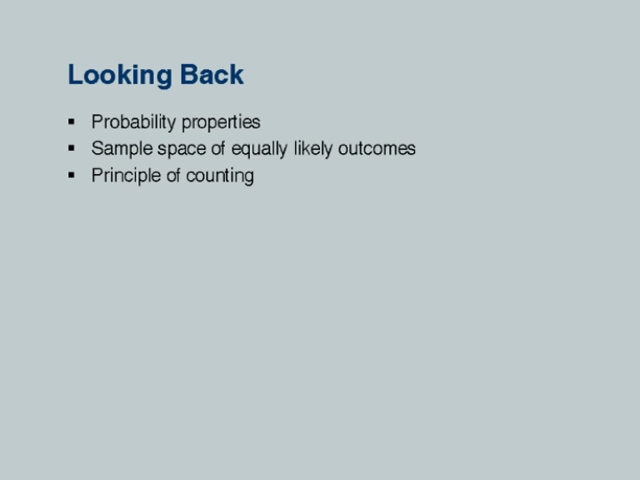 Looking Back
▪ Probability properties
▪ Sample space of equally likely outcomes
▪ Principle of counting